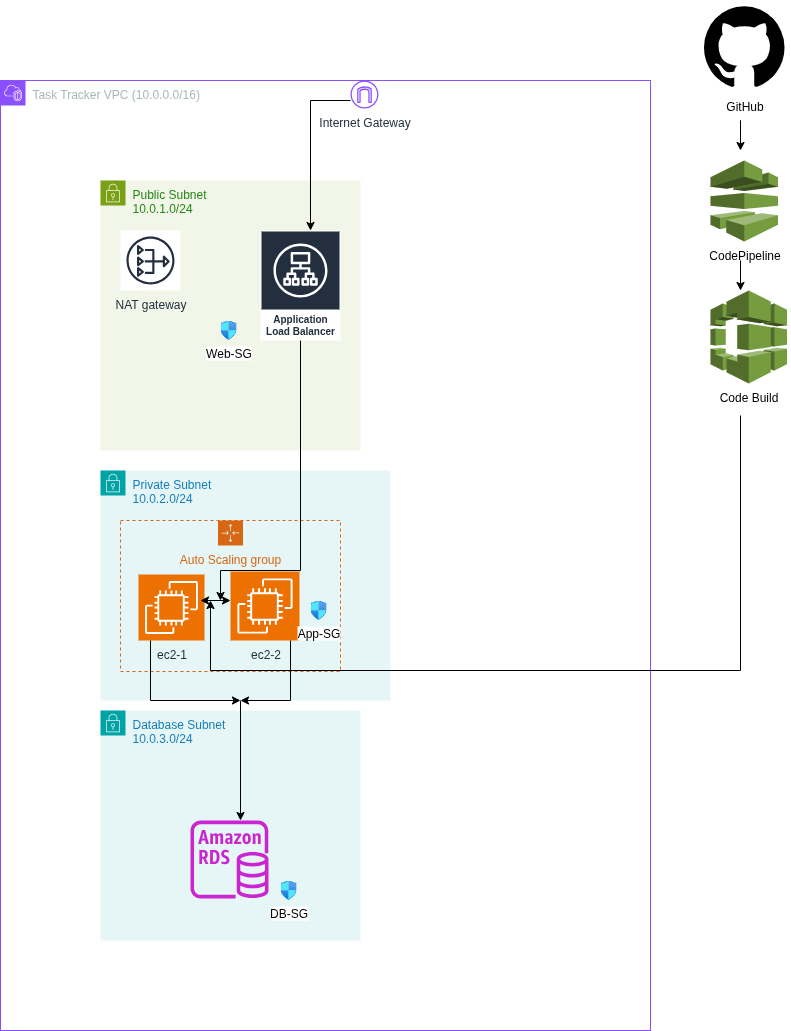 GitHub
Task Tracker VPC (10.0.0.0/16)
Internet Gateway
Public Subnet
10.0.1.0/24
NAT gateway
Application
Load Balancer
Web-SG
CodePipeline
Code Build
Private Subnet
10.0.2.0/24
Auto Scaling group
App-SG
ec2-1
ec2-2
Database Subnet
10.0.3.0/24
Amazon
RDS
DB-SG